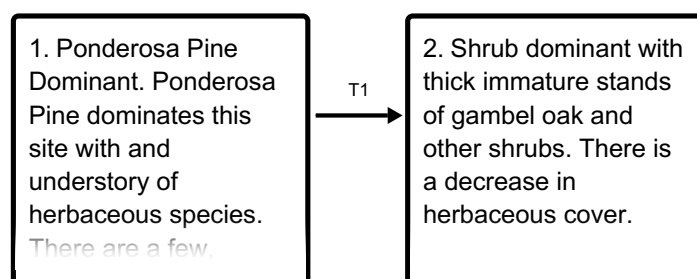 1. Ponderosa Pine
Dominant. Ponderosa
Pine dominates this
site with and
understory of
herbaceous species.
There are a few,
T1
2. Shrub dominant with
thick immature stands
of gambel oak and
other shrubs. There is
a decrease in
herbaceous cover.